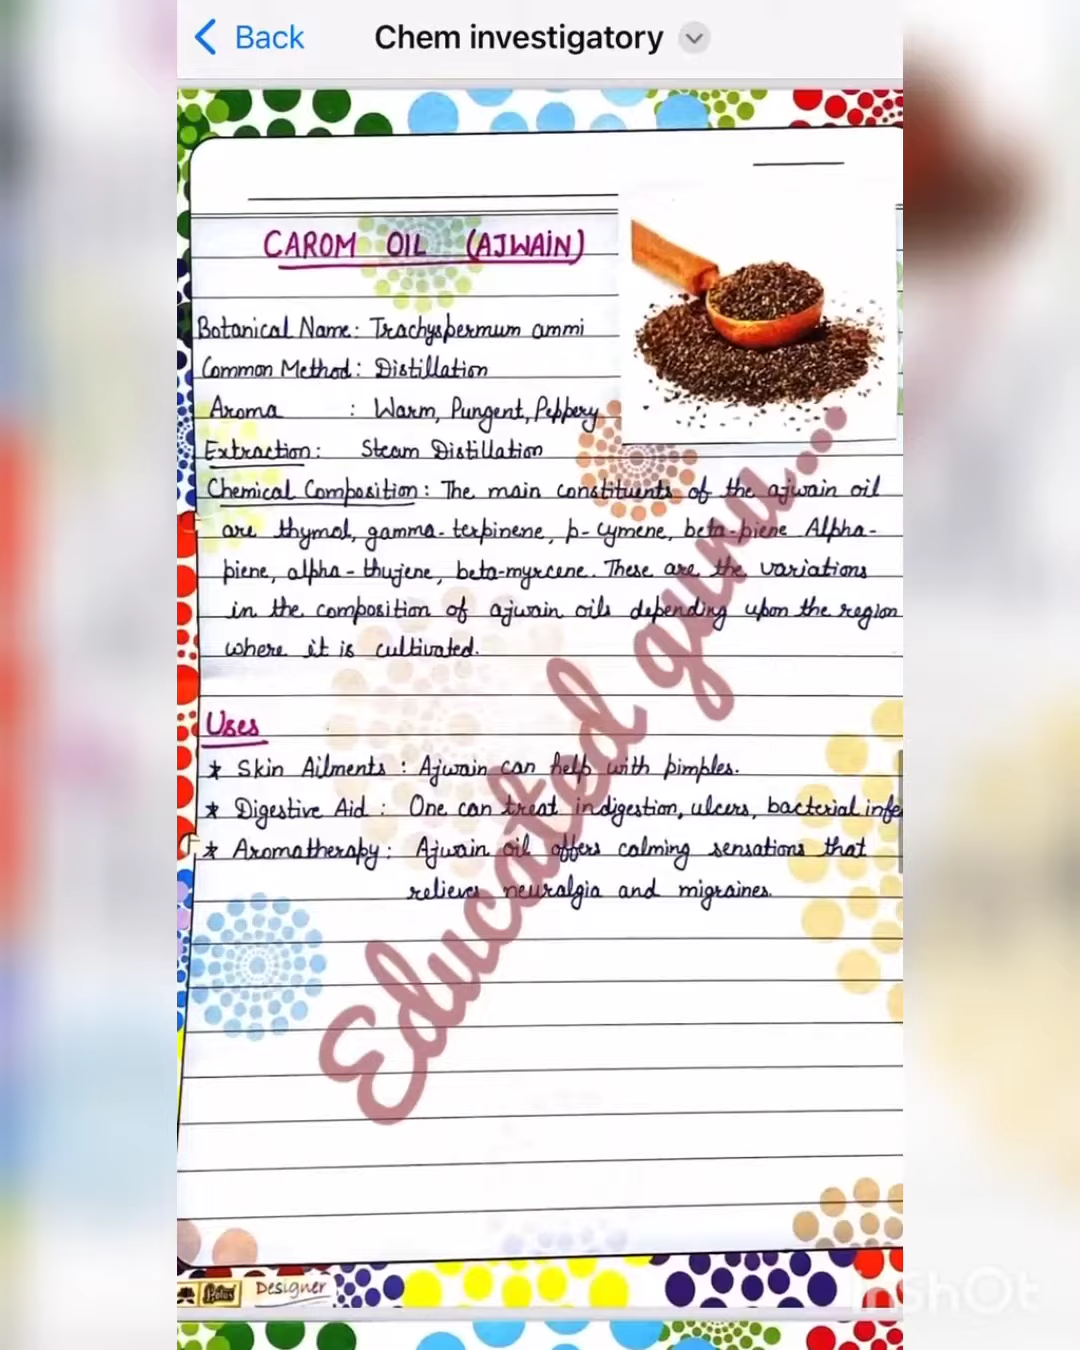 Back
Chem investigatory
CAROM OIL (AJWAIN)
Botanical Name: Trachyspermum ammi
Common Method: Distillation
Aroma : Warm, Pungent, Peppery
Extraction: Steam Distillation
Chemical Composition: The main constituents of the ajwain oil
are thymol, gamma-terpinene, p-cymene, beta-piene Alpha-
piene, alpha-thujene, beta-myrcene. These are the variations
in the composition of ajwain oils depending upon the region
where it is cultivated.
Uses
* Skin Ailments : Ajwain can help with pimples.
* Digestive Aid : One can treat indigestion, ulcers, bacterial infe
* Aromatherapy: Ajwain oil offers calming sensations that
relieves neuralgia and migraines.
Educated guru...
Designer
InShOt